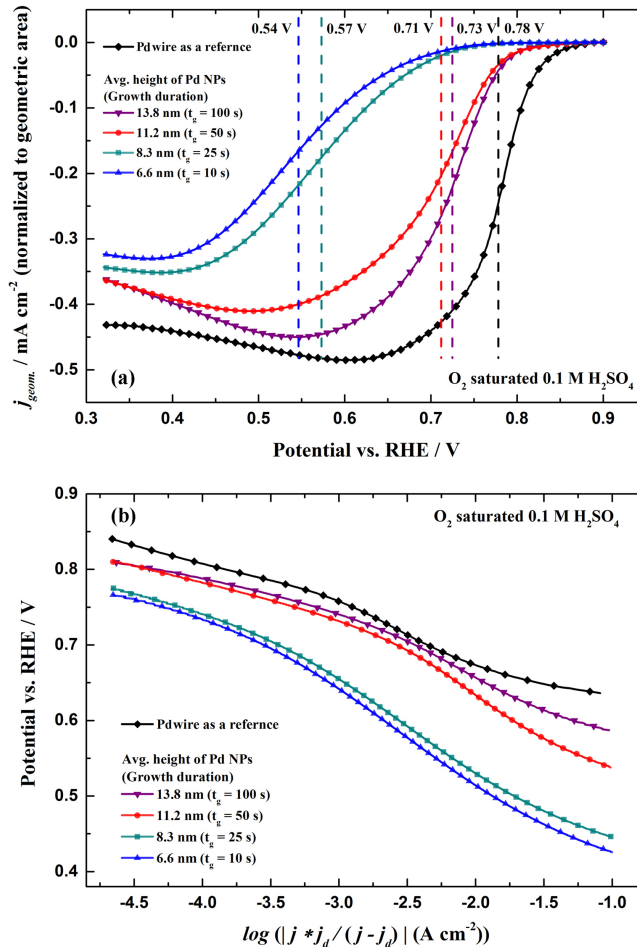 0.54 V 0.57 V 0.71 V 0.73 V 0.78 V
0.0
-0.1
-0.2
-0.3
-0.4
-0.5
j geom. / mA cm-2 (normalized to geometric area)
Pd wire as a refernce
Avg. height of Pd NPs
(Growth duration)
13.8 nm (tg = 100 s)
11.2 nm (tg = 50 s)
8.3 nm (tg = 25 s)
6.6 nm (tg = 10 s)
(a)
O2 saturated 0.1 M H2SO4
0.3 0.4 0.5 0.6 0.7 0.8 0.9
Potential vs. RHE / V
0.9
0.8
0.7
0.6
0.5
0.4
Potential vs. RHE / V
(b)
O2 saturated 0.1 M H2SO4
Pd wire as a refernce
Avg. height of Pd NPs
(Growth duration)
13.8 nm (tg = 100 s)
11.2 nm (tg = 50 s)
8.3 nm (tg = 25 s)
6.6 nm (tg = 10 s)
-4.5 -4.0 -3.5 -3.0 -2.5 -2.0 -1.5 -1.0
log (| j * jd / ( j - jd ) | (A cm-2))